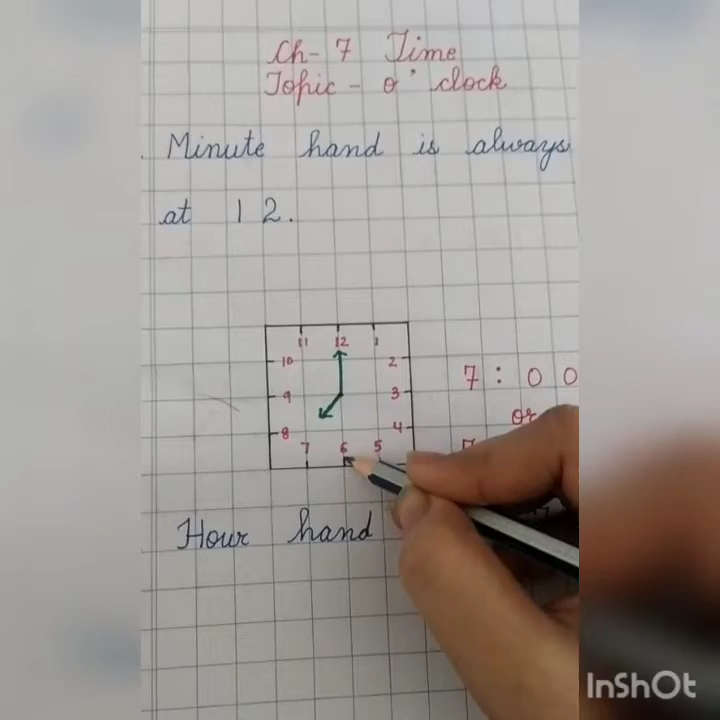 Ch- 7 Time
Topic - o' clock
Minute hand is always
at 12.
11 12 1
10 2
9 3
8 4
7 6 5
7 : 0 0
or
7
Hour hand
InShOt